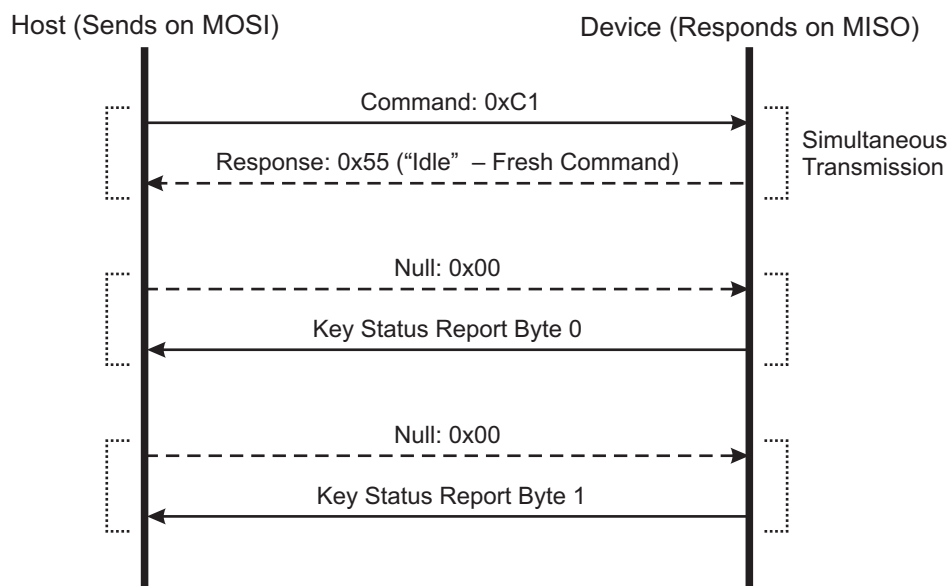 Host (Sends on MOSI)
Device (Responds on MISO)
Command: 0xC1
Response: 0x55 (“Idle” – Fresh Command)
Simultaneous
Transmission
Null: 0x00
Key Status Report Byte 0
Null: 0x00
Key Status Report Byte 1